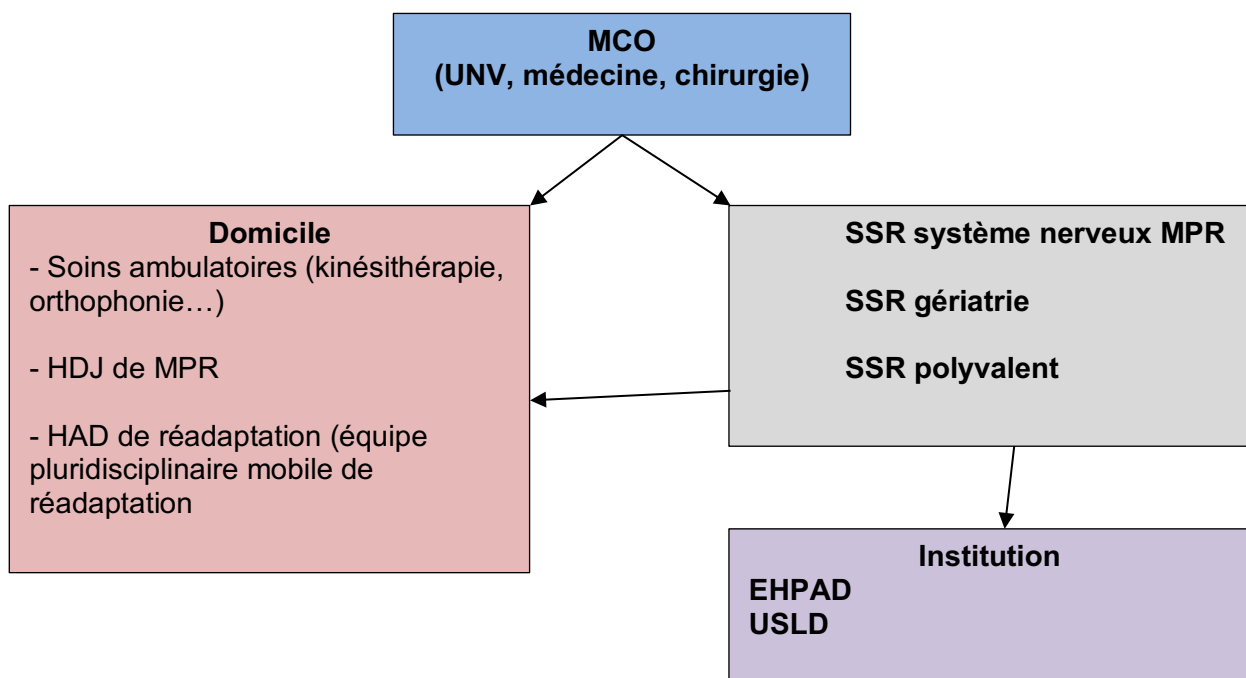 MCO
(UNV, médecine, chirurgie)
Domicile
- Soins ambulatoires (kinésithérapie,
orthophonie…)
- HDJ de MPR
- HAD de réadaptation (équipe
pluridisciplinaire mobile de
réadaptation
SSR système nerveux MPR
SSR gériatrie
SSR polyvalent
Institution
EHPAD
USLD